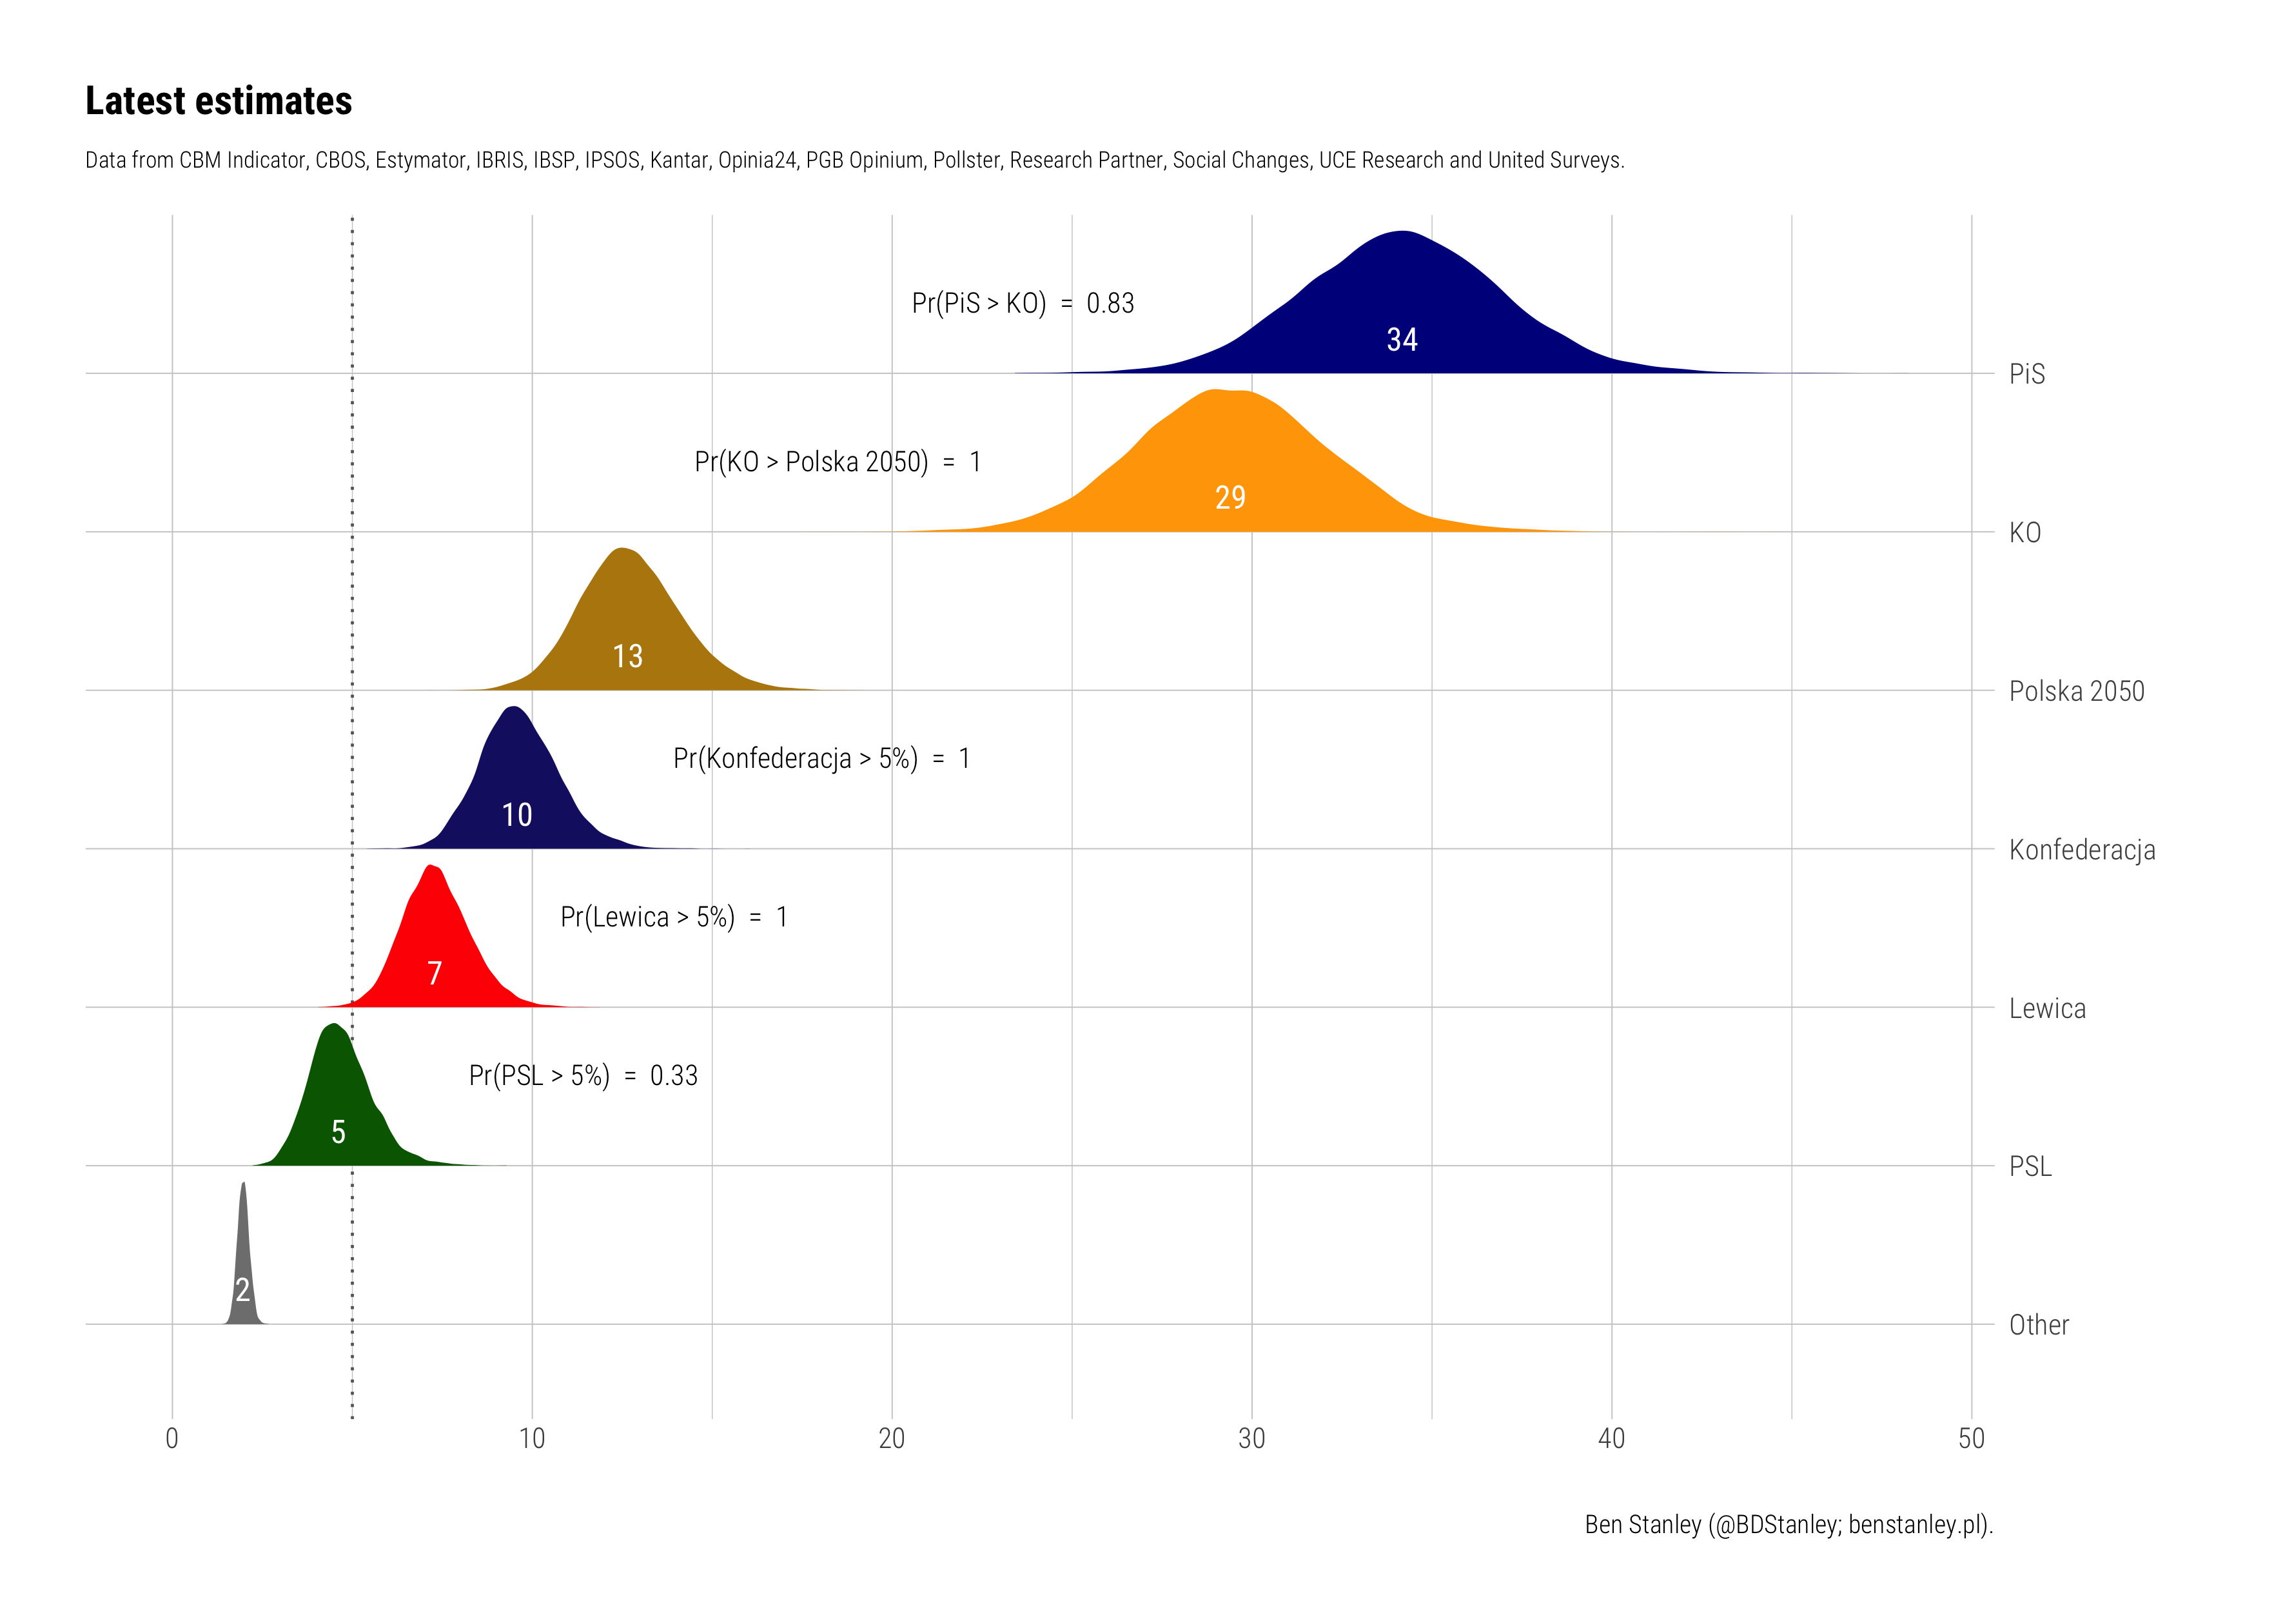 Latest estimates
Data from CBM Indicator, CBOS, Estymator, IBRIS, IBSP, IPSOS, Kantar, Opinia24, PGB Opinium, Pollster, Research Partner, Social Changes, UCE Research and United Surveys.
Pr(PiS > KO) = 0.83
34
PiS
Pr(KO > Polska 2050) = 1
29
KO
13
Polska 2050
Pr(Konfederacja > 5%) = 1
10
Konfederacja
Pr(Lewica > 5%) = 1
7
Lewica
Pr(PSL > 5%) = 0.33
5
PSL
2
Other
0 10 20 30 40 50
Ben Stanley (@BDStanley; benstanley.pl).